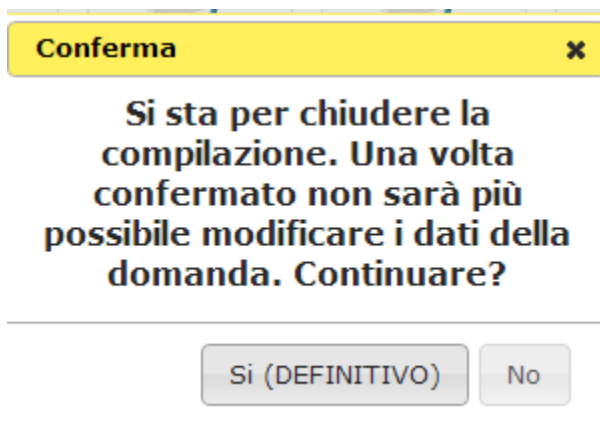 Conferma
Si sta per chiudere la
compilazione. Una volta
confermato non sarà più
possibile modificare i dati della
domanda. Continuare?
Si (DEFINITIVO) No